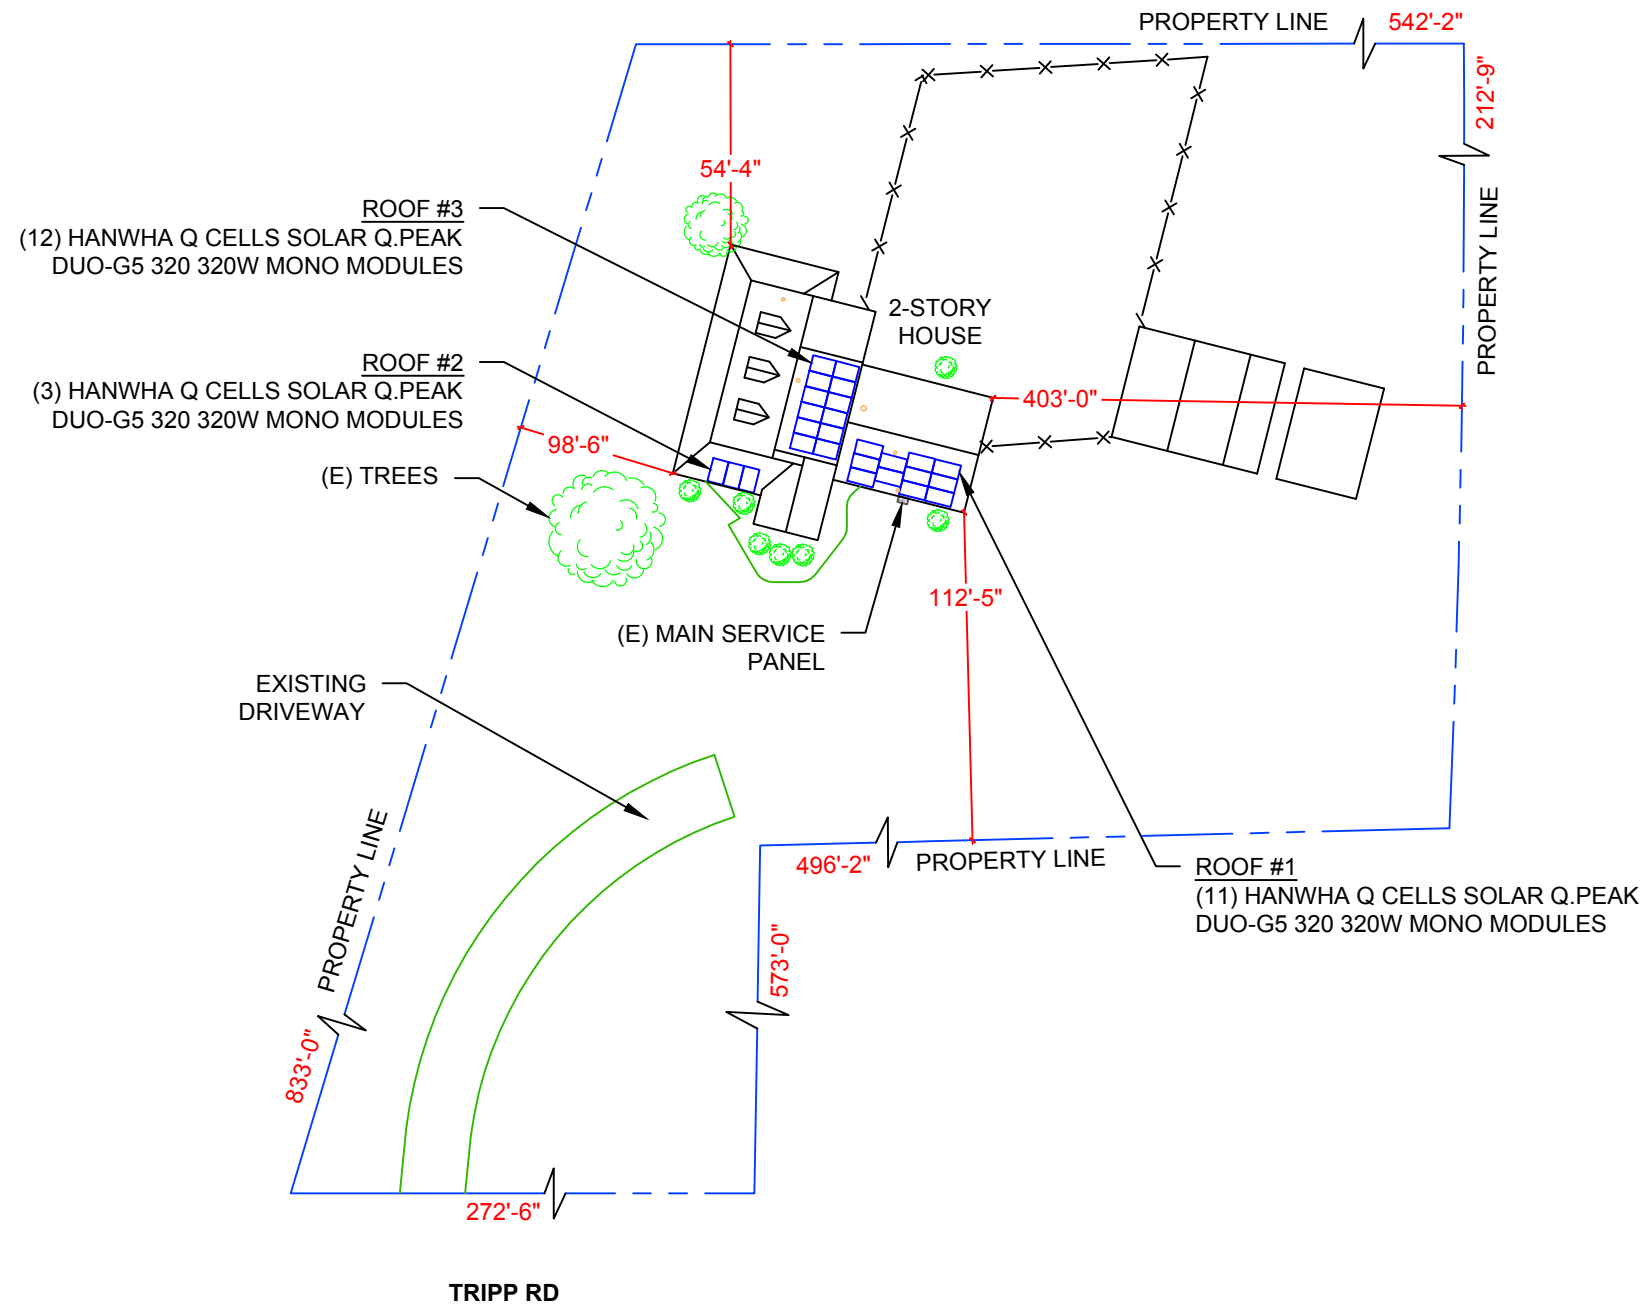 PROPERTY LINE
542'-2"
212'-9"
PROPERTY LINE
54'-4"
ROOF #3
(12) HANWHA Q CELLS SOLAR Q.PEAK
DUO-G5 320 320W MONO MODULES
2-STORY
HOUSE
ROOF #2
(3) HANWHA Q CELLS SOLAR Q.PEAK
DUO-G5 320 320W MONO MODULES
403'-0"
98'-6"
(E) TREES
112'-5"
(E) MAIN SERVICE
PANEL
EXISTING
DRIVEWAY
PROPERTY LINE
496'-2"
PROPERTY LINE
ROOF #1
(11) HANWHA Q CELLS SOLAR Q.PEAK
DUO-G5 320 320W MONO MODULES
573'-0"
833'-0"
272'-6"
TRIPP RD